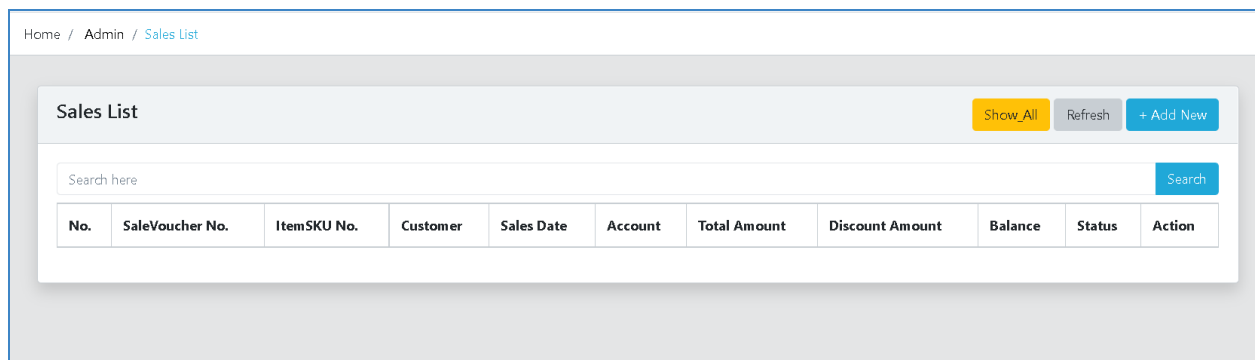 Home / Admin / Sales List
Sales List Show_All Refresh + Add New
Search here Search
No. SaleVoucher No. ItemSKU No. Customer Sales Date Account Total Amount Discount Amount Balance Status Action